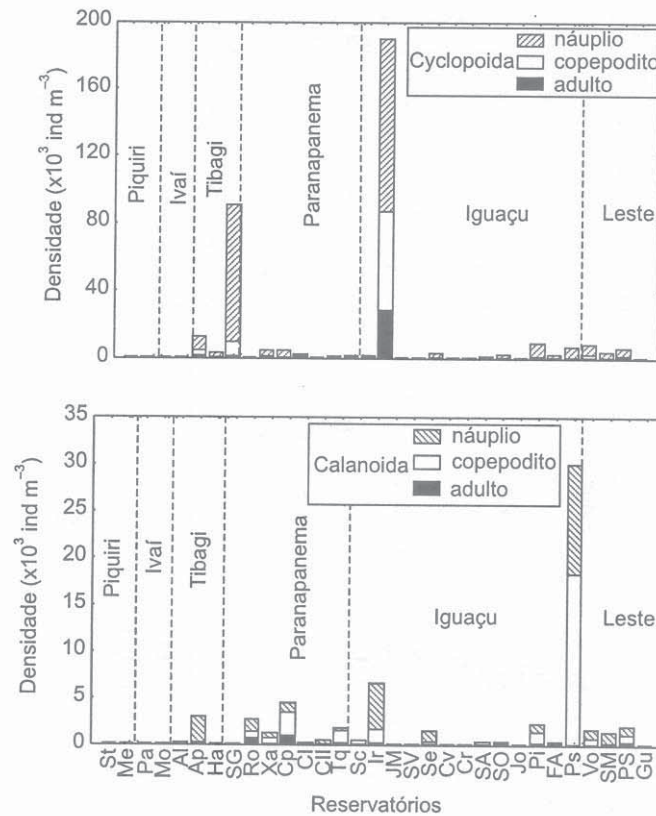 200
160
120
80
40
0
Densidade (x10³ ind m⁻³)
náuplio
Cyclopoida copepodito
adulto
Piquiri
Ivaí
Tibagi
Paranapanema
Iguaçu
Leste
35
30
25
20
15
10
5
0
Densidade (x10³ ind m⁻³)
náuplio
Calanoida copepodito
adulto
Piquiri
Ivaí
Tibagi
Paranapanema
Iguaçu
Leste
St Me Pa Mo Al Ap Ha SG Ro Xa Cp CI CII Tq Sc Ir JM SV Se Cv Cr SA SO Jo Pi FA Ps Vo SM PS Gu
Reservatórios